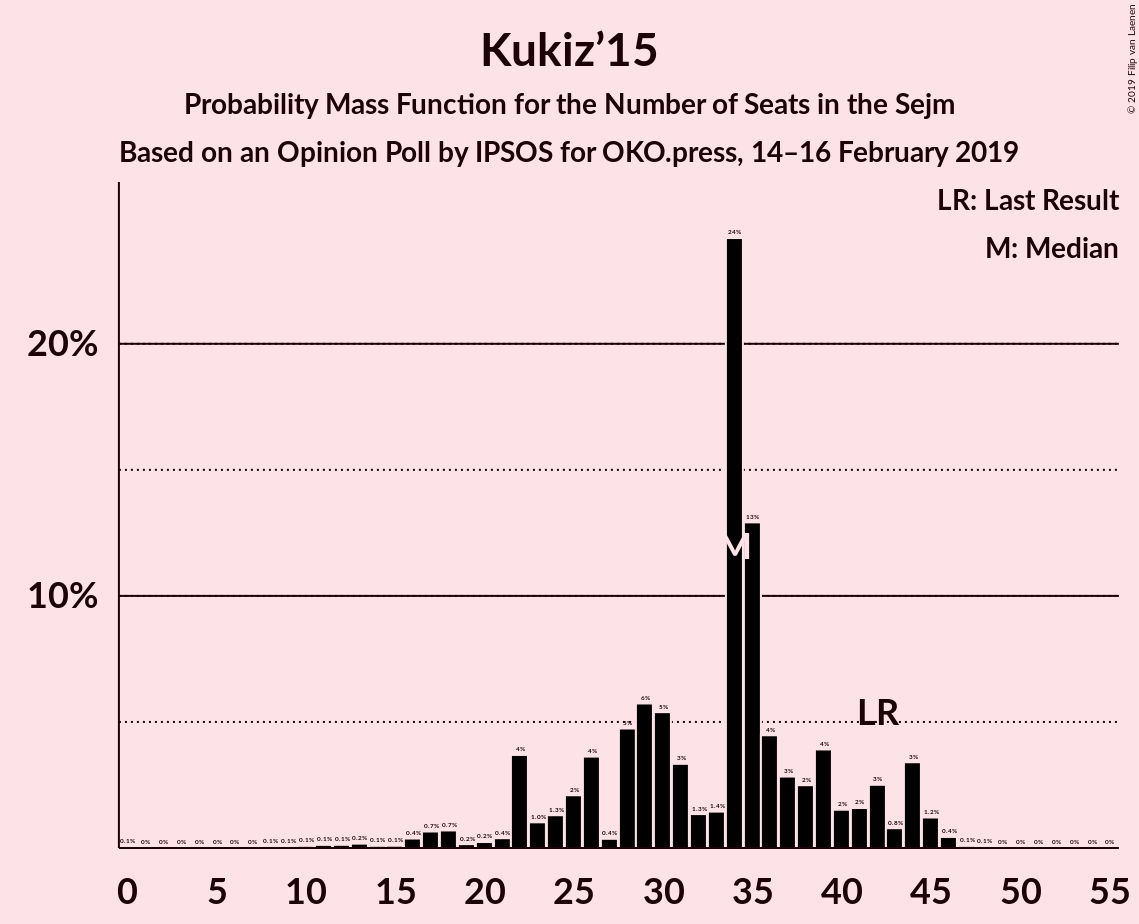 Kukiz’15
Probability Mass Function for the Number of Seats in the Sejm
Based on an Opinion Poll by IPSOS for OKO.press, 14–16 February 2019
© 2019 Filip van Laenen
LR: Last Result
M: Median
20%
10%
0.1% 0% 0% 0% 0% 0% 0% 0% 0.1% 0.1% 0.1% 0.1% 0.1% 0.2% 0.1% 0.1% 0.4% 0.7% 0.7% 0.2% 0.2% 0.4% 4% 1.0% 1.3% 2% 4% 0.4% 5% 6% 5% 3% 1.3% 1.4% 24% 13% 4% 3% 2% 4% 2% 2% 3% 0.8% 3% 1.2% 0.4% 0.1% 0.1% 0% 0% 0% 0% 0% 0% 0%
M
LR
0 5 10 15 20 25 30 35 40 45 50 55